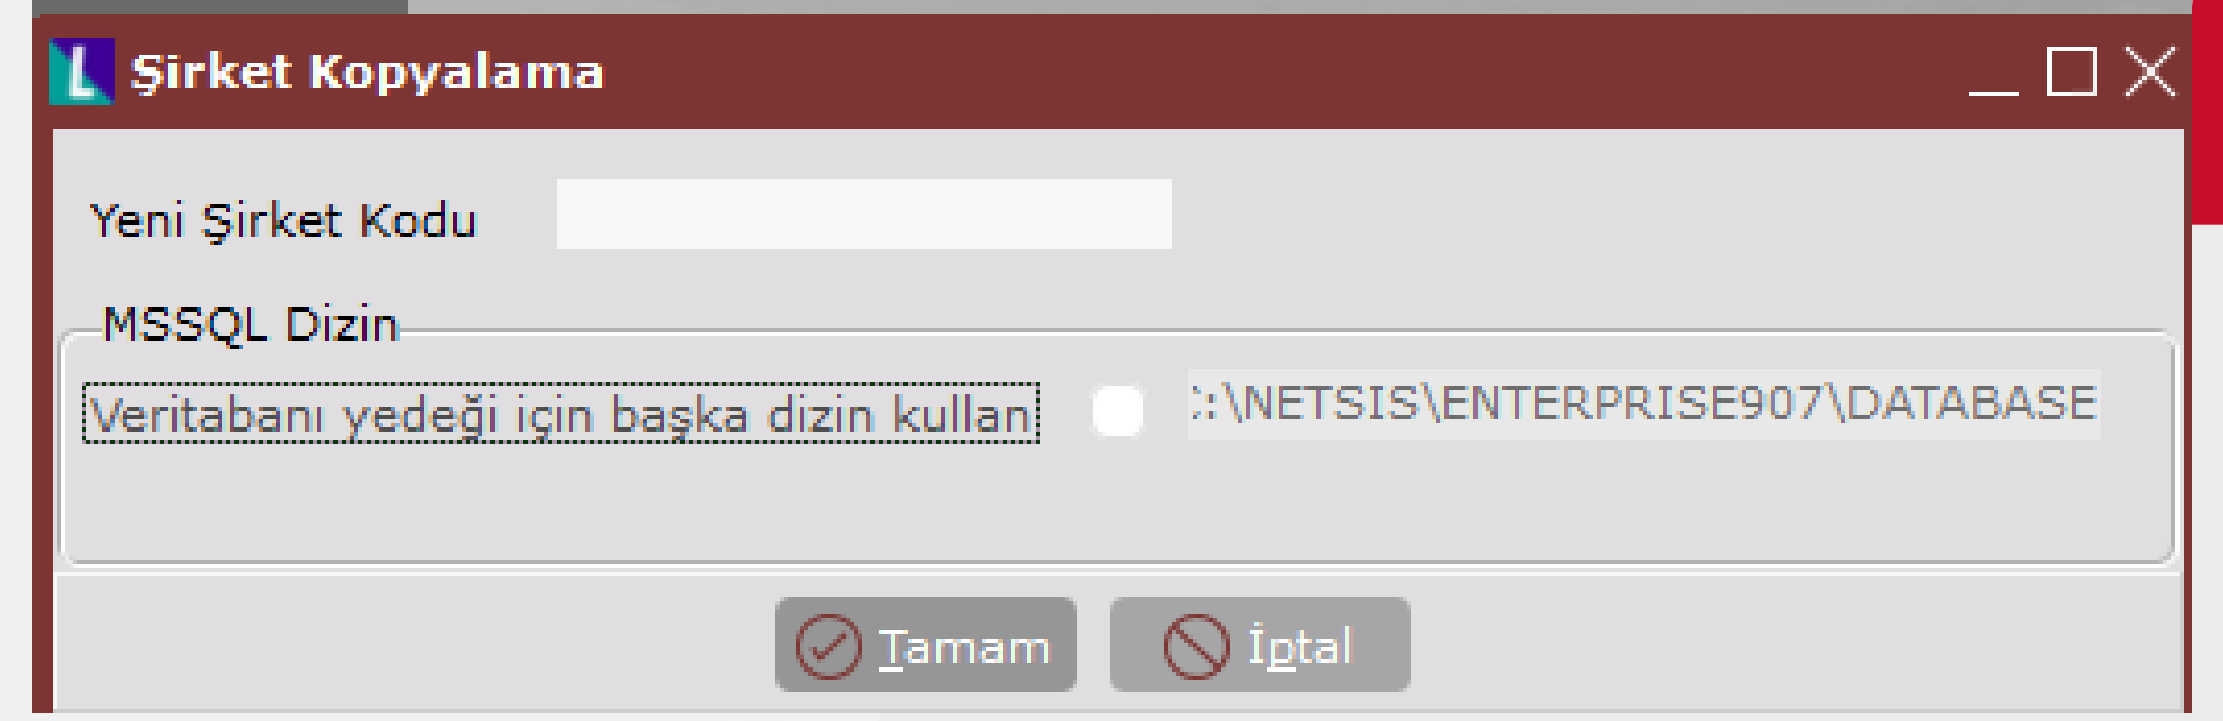 Şirket Kopyalama
Yeni Şirket Kodu
MSSQL Dizin
Veritabanı yedeği için başka dizin kullan
:\NETSIS\ENTERPRISE907\DATABASE
Tamam
İptal